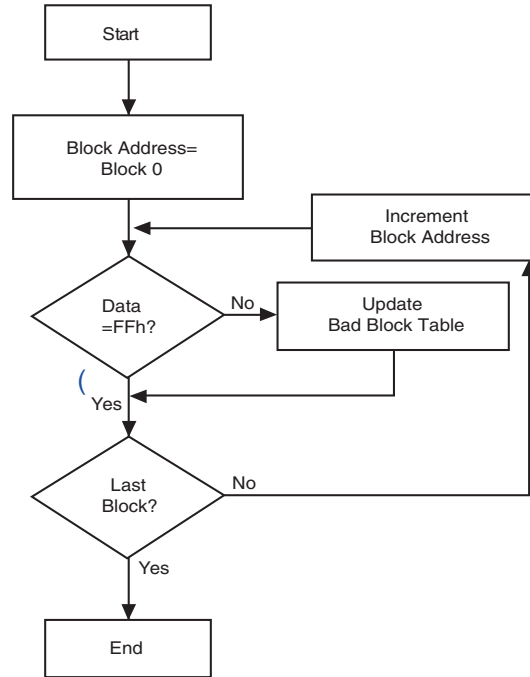 Start
Block Address=
Block 0
Increment
Block Address
Data
=FFh?
No
Update
Bad Block Table
(
Yes
Last
Block?
No
Yes
End